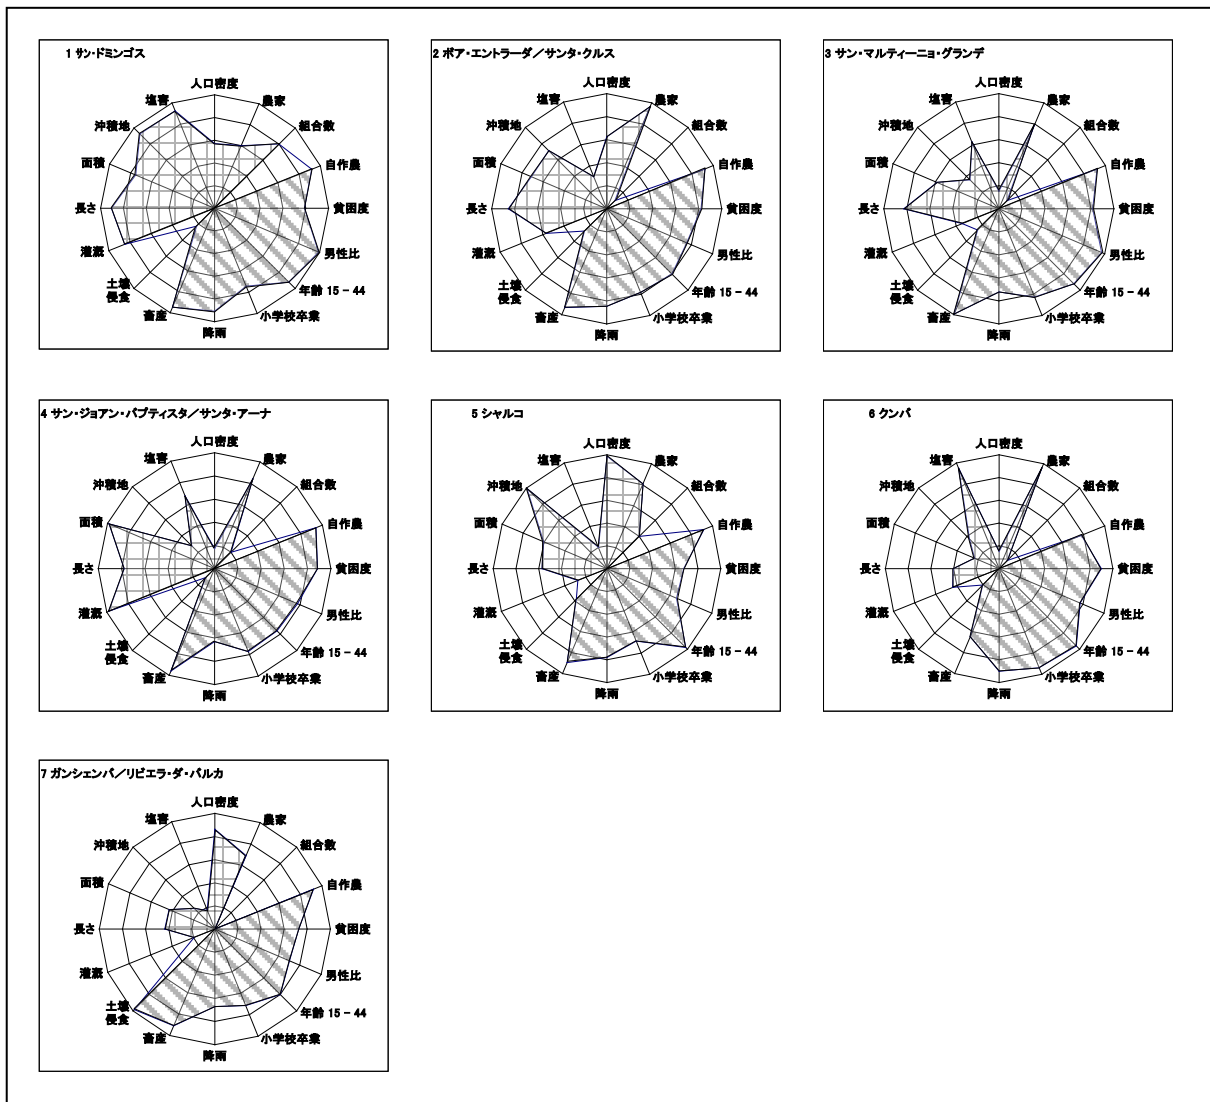 1 サン・ドミンゴス
人口密度
農家
組合数
自作農
貧困度
男性比
年齢 15 - 44
小学校卒業
降雨
畜産
土壌
侵食
灌漑
長さ
面積
沖積地
塩害
2 ボア・エントラーダ／サンタ・クルス
人口密度
農家
組合数
自作農
貧困度
男性比
年齢 15 - 44
小学校卒業
降雨
畜産
土壌
侵食
灌漑
長さ
面積
沖積地
塩害
3 サン・マルティーニョ・グランデ
人口密度
農家
組合数
自作農
貧困度
男性比
年齢 15 - 44
小学校卒業
降雨
畜産
土壌
侵食
灌漑
長さ
面積
沖積地
塩害
4 サン・ジョアン・バプティスタ／サンタ・アーナ
人口密度
農家
組合数
自作農
貧困度
男性比
年齢 15 - 44
小学校卒業
降雨
畜産
土壌
侵食
灌漑
長さ
面積
沖積地
塩害
5 シャルコ
人口密度
農家
組合数
自作農
貧困度
男性比
年齢 15 - 44
小学校卒業
降雨
畜産
土壌
侵食
灌漑
長さ
面積
沖積地
塩害
6 クンバ
人口密度
農家
組合数
自作農
貧困度
男性比
年齢 15 - 44
小学校卒業
降雨
畜産
土壌
侵食
灌漑
長さ
面積
沖積地
塩害
7 ガンシェンバ／リビエラ・ダ・バルカ
人口密度
農家
組合数
自作農
貧困度
男性比
年齢 15 - 44
小学校卒業
降雨
畜産
土壌
侵食
灌漑
長さ
面積
沖積地
塩害